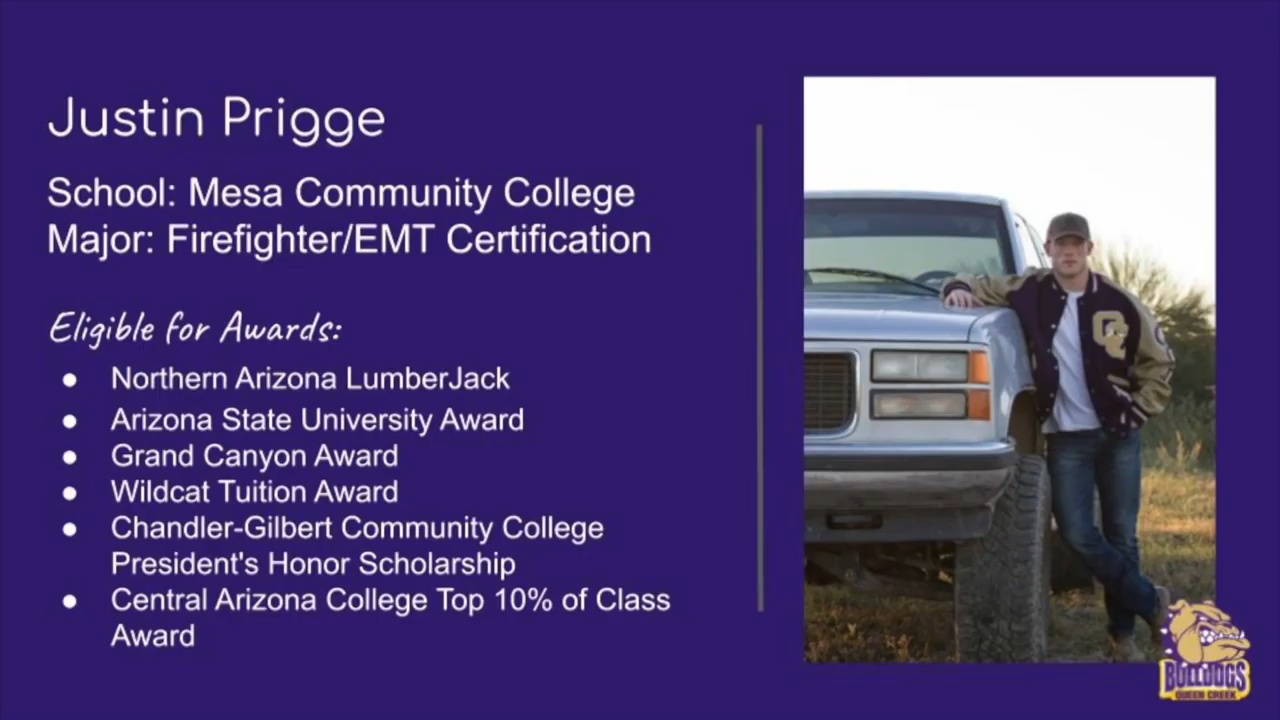 Justin Prigge
School: Mesa Community College
Major: Firefighter/EMT Certification
Eligible for Awards:
● Northern Arizona LumberJack
● Arizona State University Award
● Grand Canyon Award
● Wildcat Tuition Award
● Chandler-Gilbert Community College
President's Honor Scholarship
● Central Arizona College Top 10% of Class
Award
QC
BULLDOGS
QUEEN CREEK